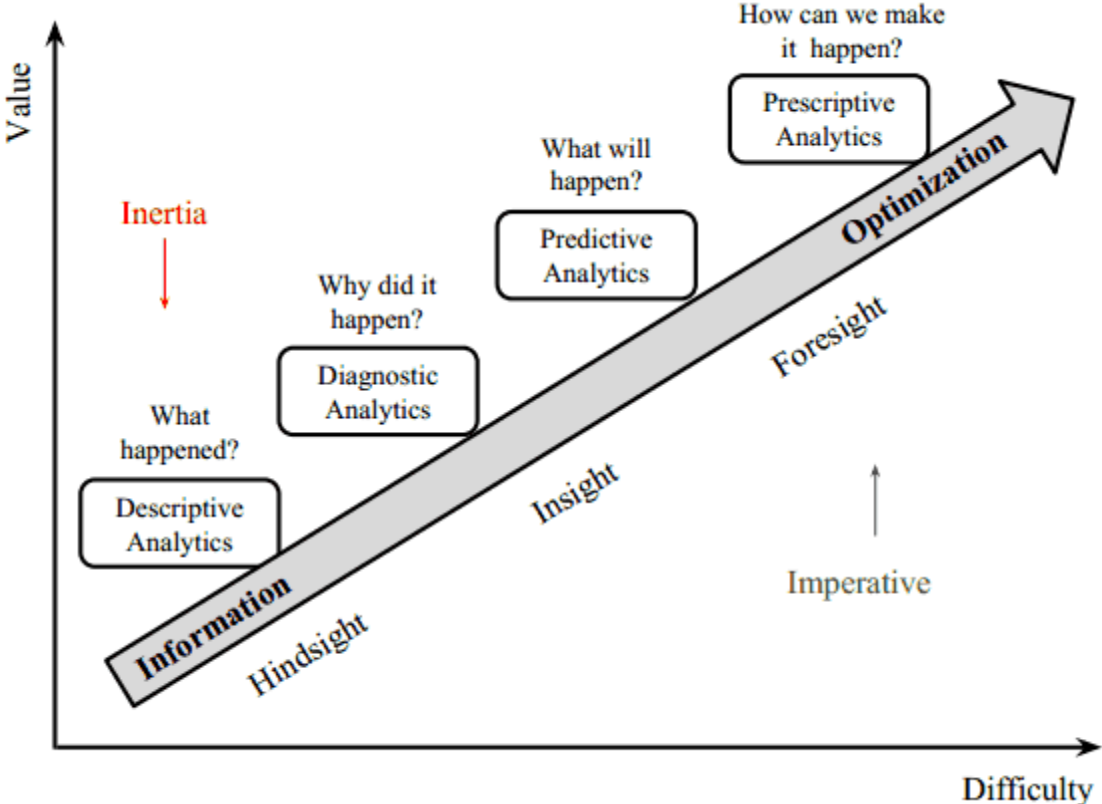 Value
How can we make
it happen?
Prescriptive
Analytics
What will
happen?
Predictive
Analytics
Inertia
Why did it
happen?
Diagnostic
Analytics
What
happened?
Descriptive
Analytics
Information
Optimization
Hindsight
Insight
Foresight
Imperative
Difficulty